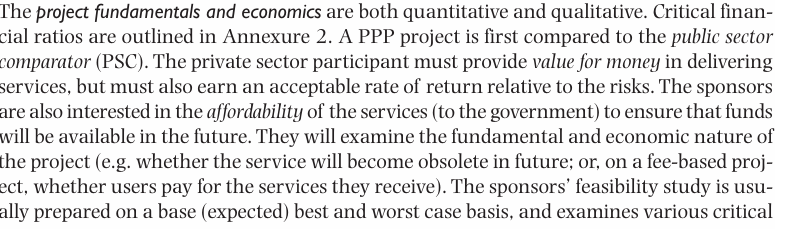 The project fundamentals and economics are both quantitative and qualitative. Critical finan-
cial ratios are outlined in Annexure 2. A PPP project is first compared to the public sector
comparator (PSC). The private sector participant must provide value for money in delivering
services, but must also earn an acceptable rate of return relative to the risks. The sponsors
are also interested in the affordability of the services (to the government) to ensure that funds
will be available in the future. They will examine the fundamental and economic nature of
the project (e.g. whether the service will become obsolete in future; or, on a fee-based proj-
ect, whether users pay for the services they receive). The sponsors’ feasibility study is usu-
ally prepared on a base (expected) best and worst case basis, and examines various critical